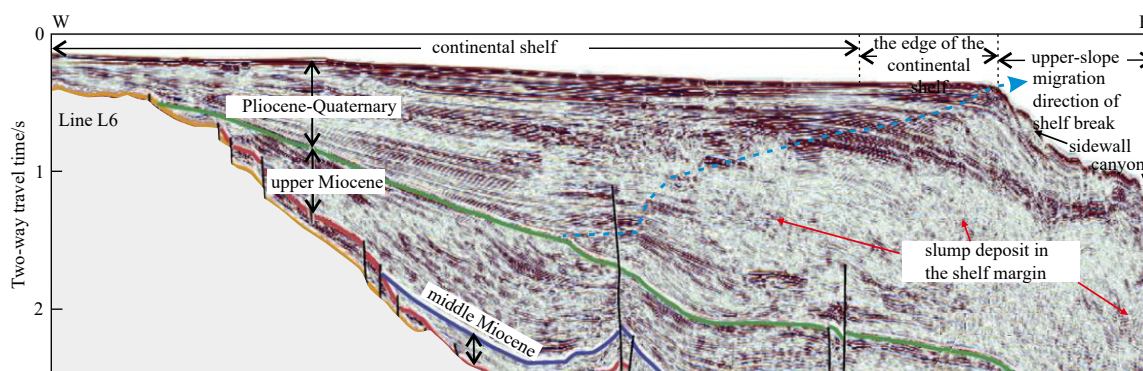 W
0
continental shelf
the edge of the
continental
shelf
upper-slope
migration
direction of
shelf break
sidewall
canyon
Pliocene-Quaternary
Line L6
1
upper Miocene
Two-way travel time/s
slump deposit in
the shelf margin
middle Miocene
2